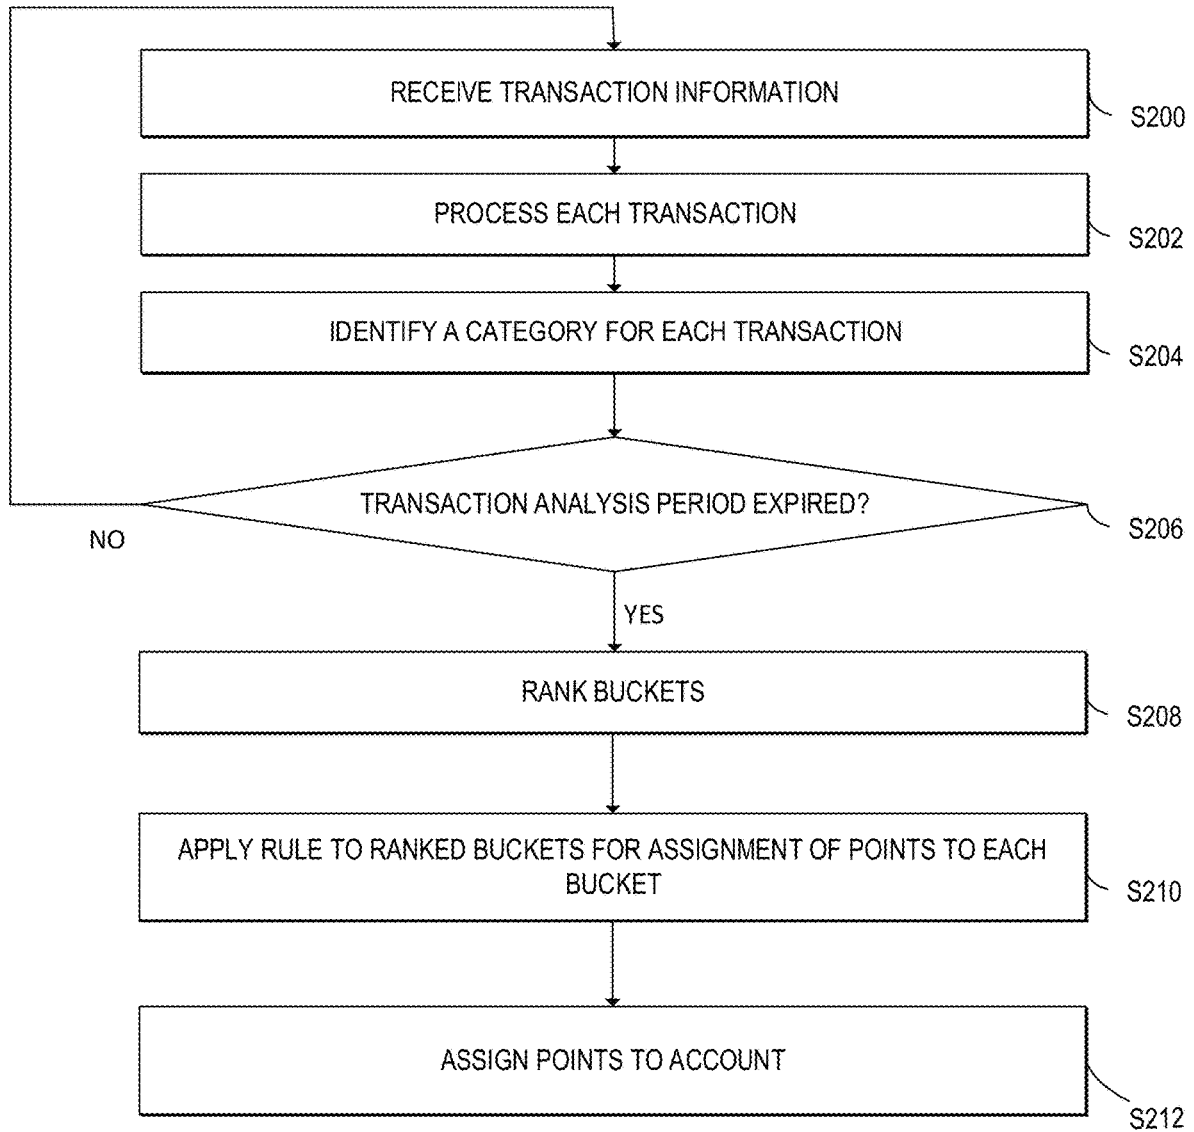 RECEIVE TRANSACTION INFORMATION
S200
PROCESS EACH TRANSACTION
S202
IDENTIFY A CATEGORY FOR EACH TRANSACTION
S204
TRANSACTION ANALYSIS PERIOD EXPIRED?
S206
NO
YES
RANK BUCKETS
S208
APPLY RULE TO RANKED BUCKETS FOR ASSIGNMENT OF POINTS TO EACH
BUCKET
S210
ASSIGN POINTS TO ACCOUNT
S212